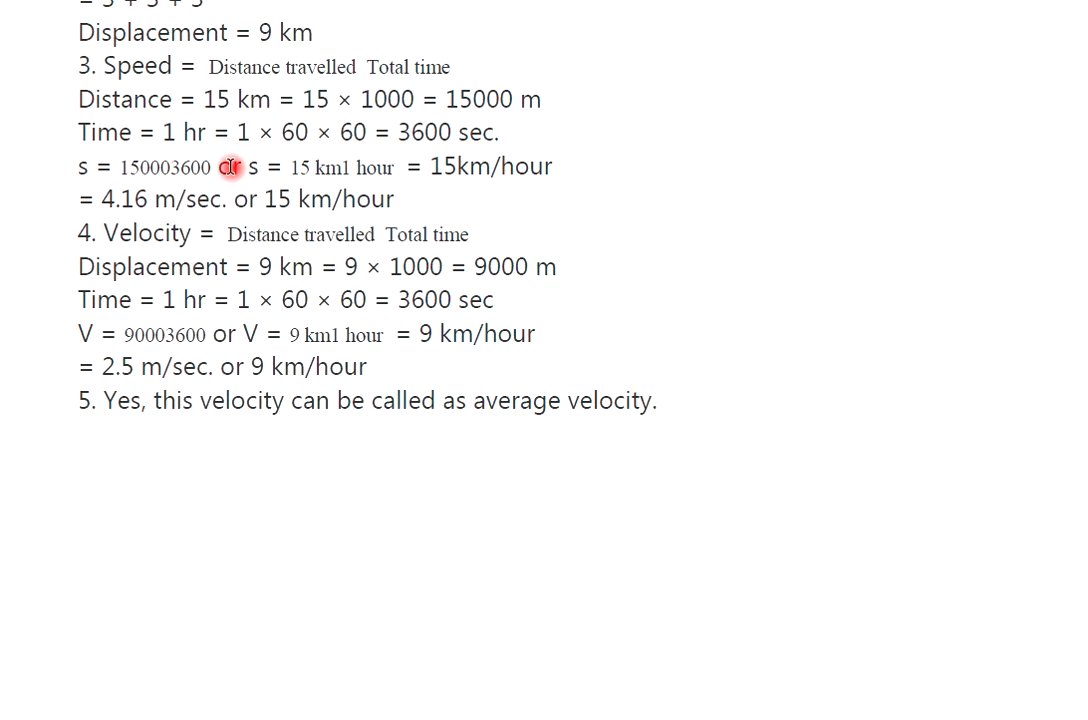 = 3 + 3 + 3
Displacement = 9 km
3. Speed = Distance travelled Total time
Distance = 15 km = 15 × 1000 = 15000 m
Time = 1 hr = 1 × 60 × 60 = 3600 sec.
s = 150003600 or s = 15 km1 hour = 15km/hour
= 4.16 m/sec. or 15 km/hour
4. Velocity = Distance travelled Total time
Displacement = 9 km = 9 × 1000 = 9000 m
Time = 1 hr = 1 × 60 × 60 = 3600 sec
V = 90003600 or V = 9 km1 hour = 9 km/hour
= 2.5 m/sec. or 9 km/hour
5. Yes, this velocity can be called as average velocity.